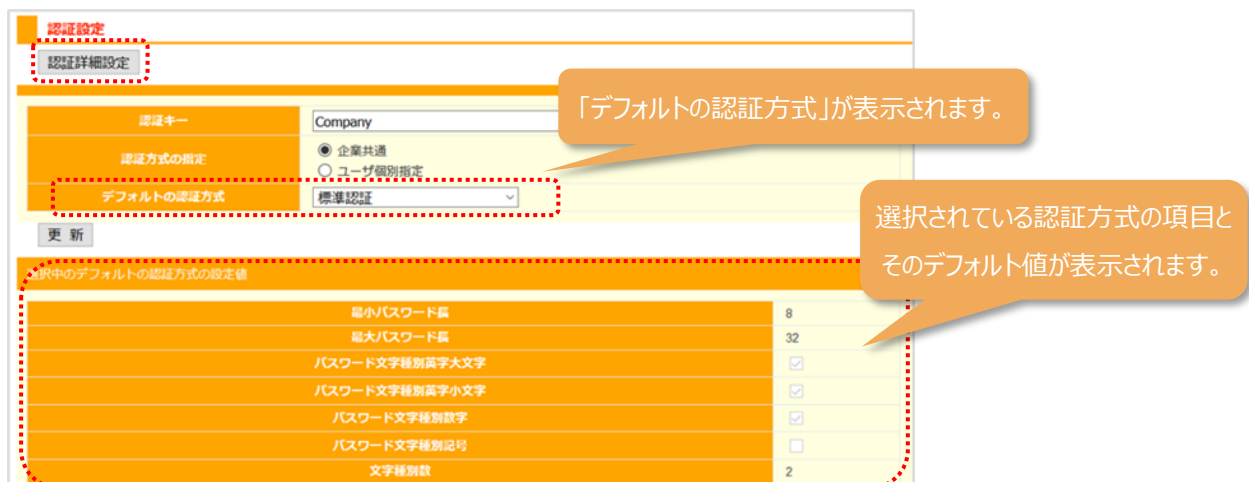 認証設定
認証詳細設定
「デフォルトの認証方式」が表示されます。
認証キー
Company
認証方式の指定
企業共通
ユーザ個別指定
デフォルトの認証方式
標準認証
選択されている認証方式の項目と
そのデフォルト値が表示されます。
更 新
選択中のデフォルトの認証方式の設定値
最小パスワード長
8
最大パスワード長
32
パスワード文字種別英字大文字
パスワード文字種別英字小文字
パスワード文字種別数字
パスワード文字種別記号
文字種別数
2